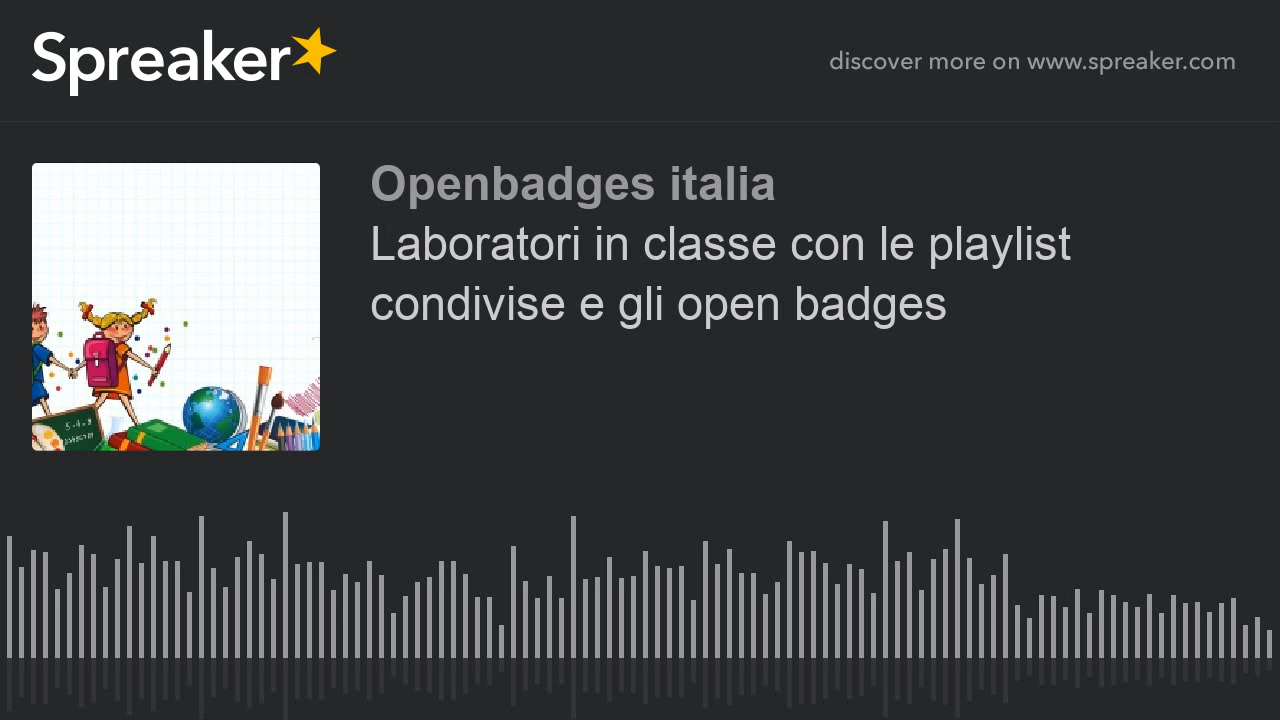 Spreaker
discover more on www.spreaker.com
Openbadges italia
Laboratori in classe con le playlist
condivise e gli open badges